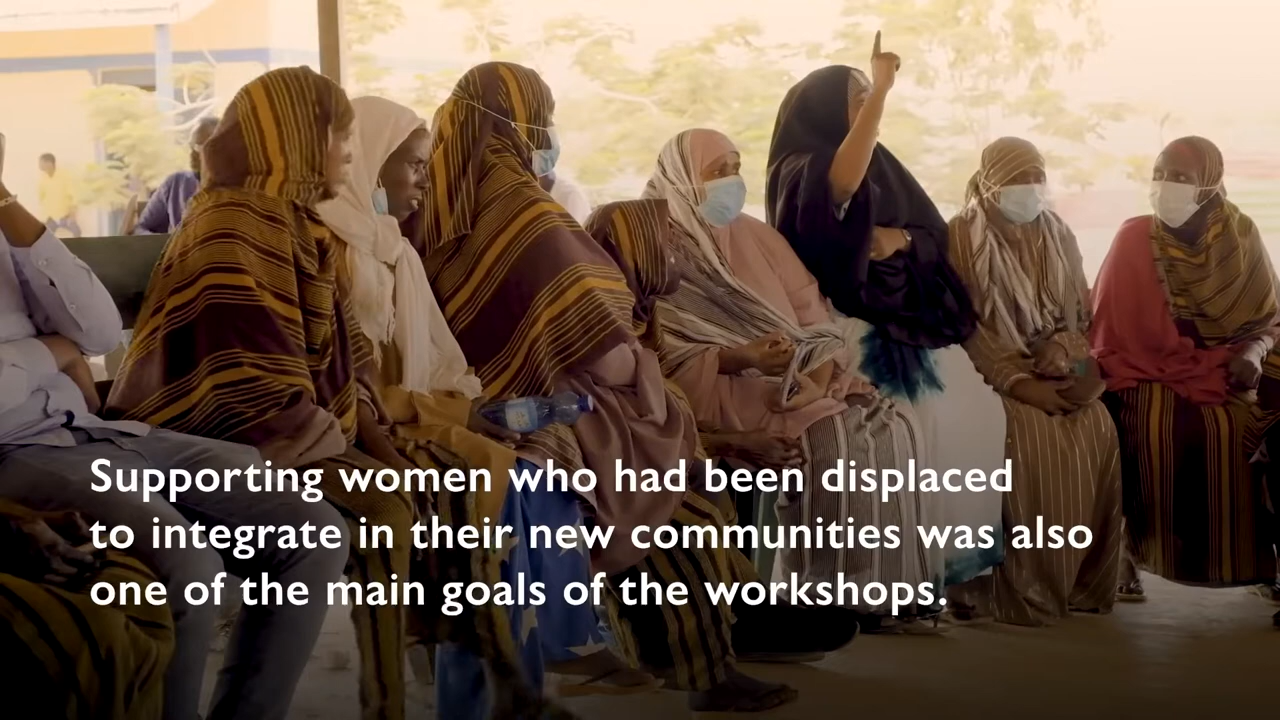 Supporting women who had been displaced
to integrate in their new communities was also
one of the main goals of the workshops.